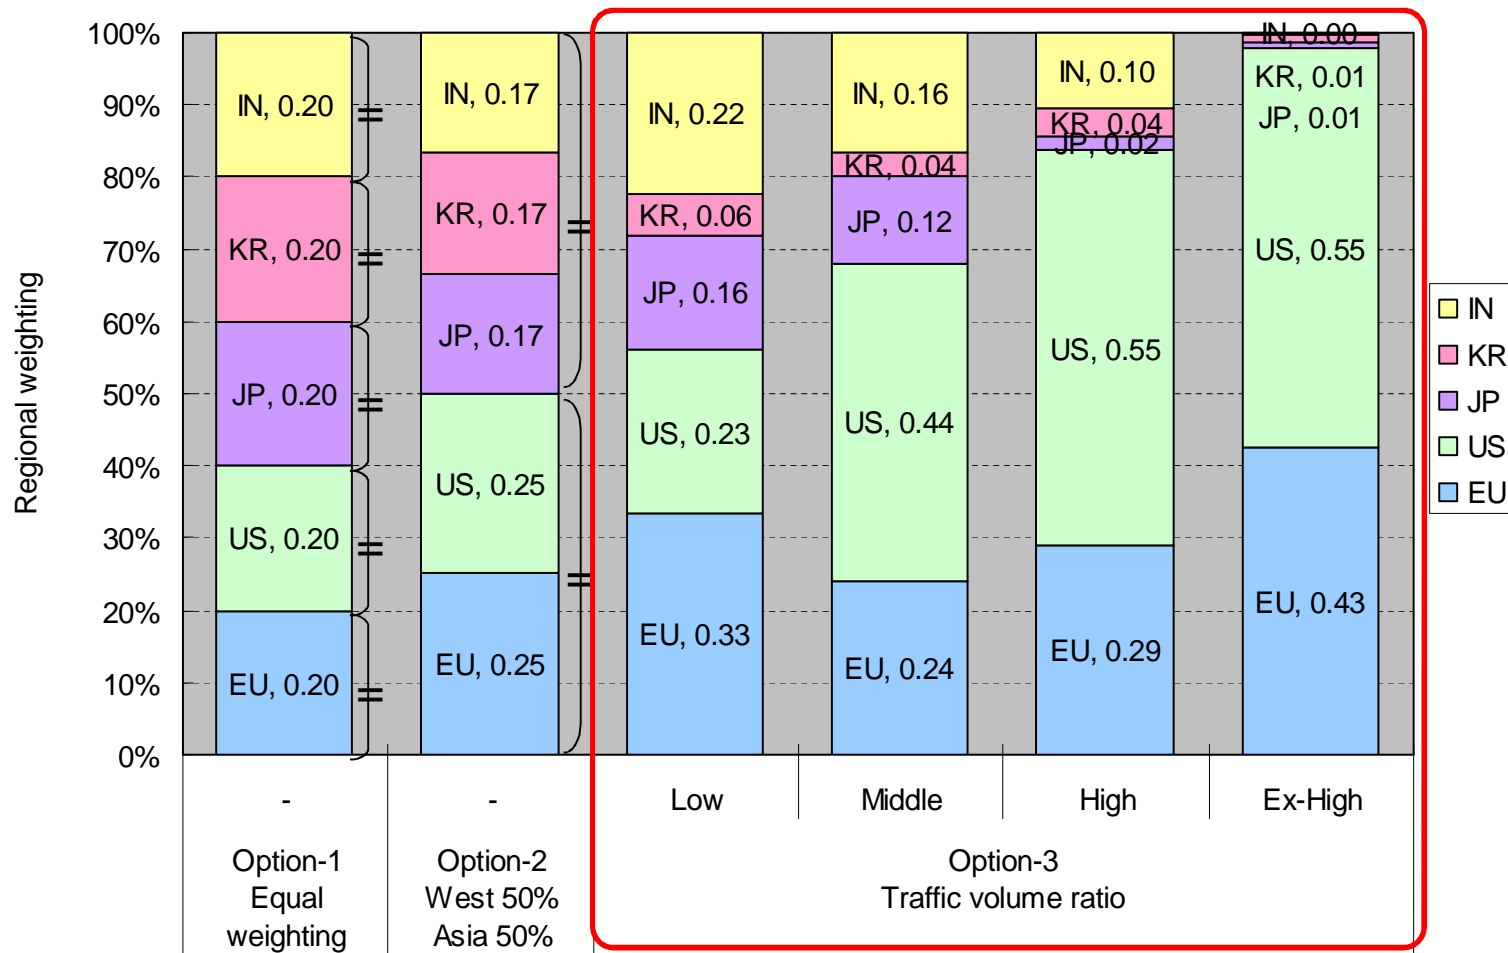 Regional weighting
100%
90%
80%
70%
60%
50%
40%
30%
20%
10%
0%
IN, 0.20
KR, 0.20
JP, 0.20
US, 0.20
EU, 0.20
IN, 0.17
KR, 0.17
JP, 0.17
US, 0.25
EU, 0.25
IN, 0.22
KR, 0.06
JP, 0.16
US, 0.23
EU, 0.33
IN, 0.16
KR, 0.04
JP, 0.12
US, 0.44
EU, 0.24
IN, 0.10
KR, 0.04
JP, 0.02
US, 0.55
EU, 0.29
IN, 0.00
KR, 0.01
JP, 0.01
US, 0.55
EU, 0.43
IN
KR
JP
US
EU
-
-
Low
Middle
High
Ex-High
Option-1
Equal
weighting
Option-2
West 50%
Asia 50%
Option-3
Traffic volume ratio